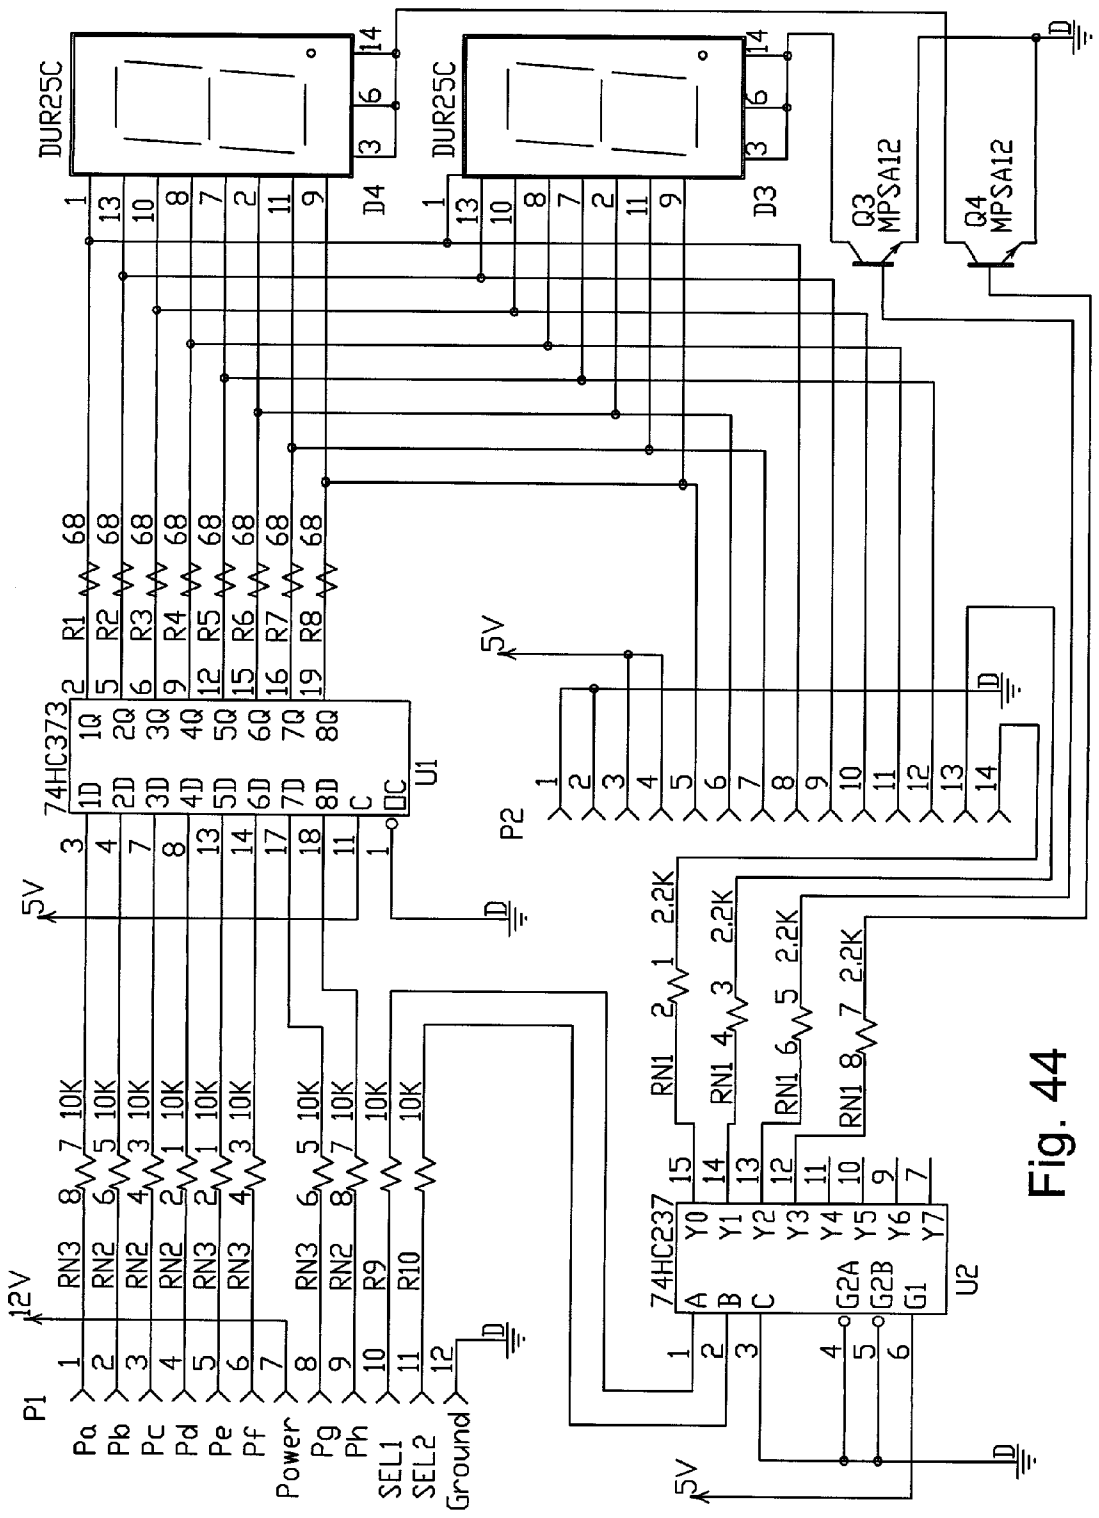 P1
Pa 1 RN3 8 7 10K 3 1D
Pb 2 RN2 6 5 10K 4 2D
Pc 3 RN2 4 3 10K 7 3D
Pd 4 RN2 2 1 10K 8 4D
Pe 5 RN3 2 1 10K 13 5D
Pf 6 RN3 4 3 10K 14 6D
Power 7
12V
Pg 8 RN3 6 5 10K 17 7D
Ph 9 RN2 8 7 10K 18 8D
SEL1 10 R9 10K
SEL2 11 R10 10K
Ground 12
D
5V
11 C
1 OC
D
74HC373
U1
1Q 2 R1 68 1
2Q 5 R2 68 13
3Q 6 R3 68 10
4Q 9 R4 68 8
5Q 12 R5 68 7
6Q 15 R6 68 2
7Q 16 R7 68 11
8Q 19 R8 68 9
DUR25C
3 6 14
D4
DUR25C
1
13
10
8
7
2
11
9
3 6 14
D3
Q3
MPSA12
Q4
MPSA12
D
P2
1
2
3
4
5
6
7
8
9
10
11
12
13
14
5V
D
74HC237
U2
1 A
2 B
3 C
4 G2A
5 G2B
6 G1
5V
D
Y0 15 RN1 2 1 2.2K
Y1 14 RN1 4 3 2.2K
Y2 13 RN1 6 5 2.2K
Y3 12 RN1 8 7 2.2K
Y4 11
Y5 10
Y6 9
Y7 7
Fig. 44